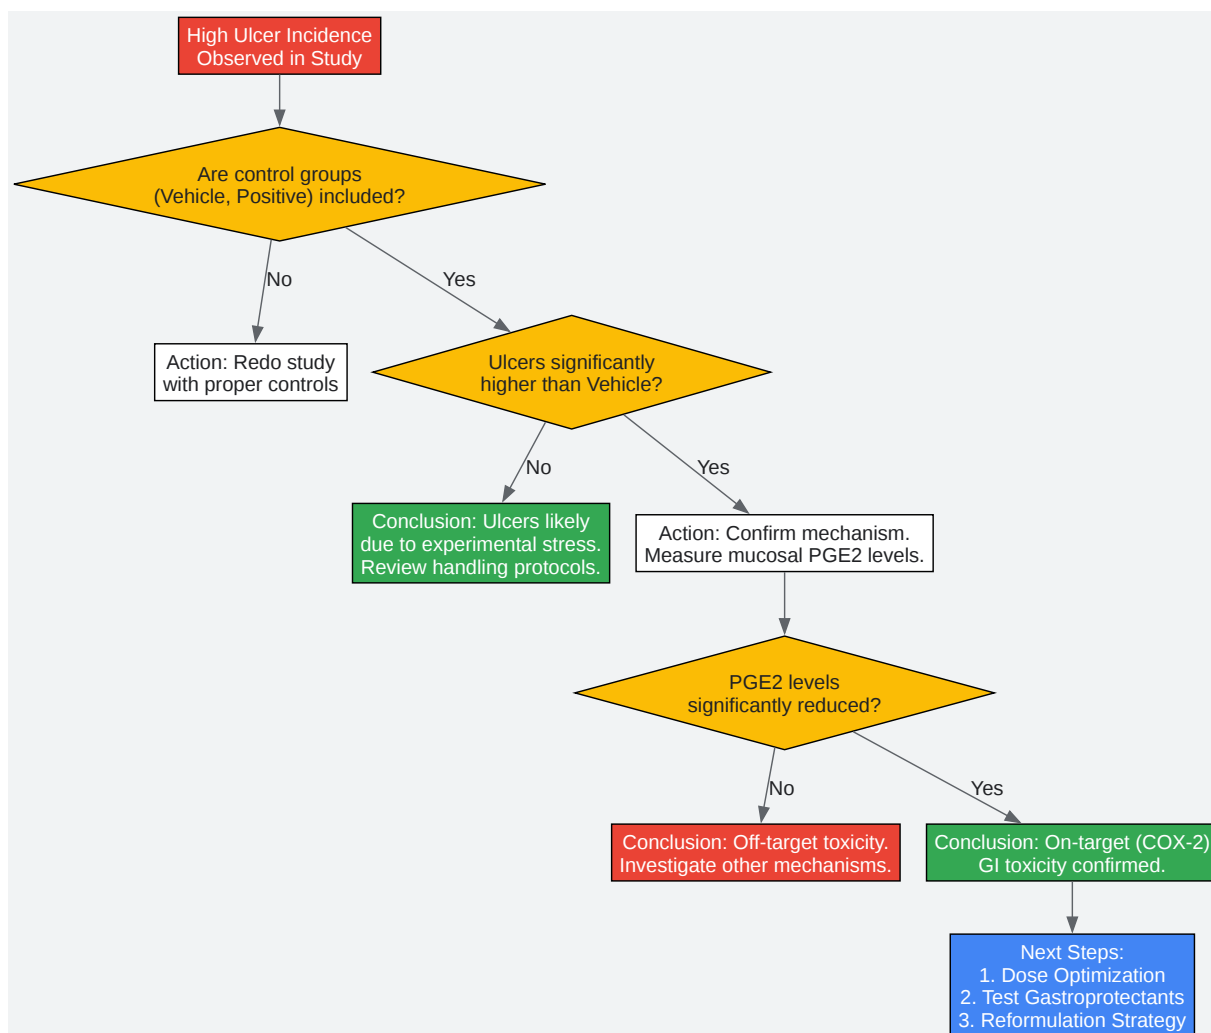 High Ulcer Incidence
Observed in Study
Are control groups
(Vehicle, Positive) included?
No
Yes
Action: Redo study
with proper controls
Ulcers significantly
higher than Vehicle?
No
Yes
Conclusion: Ulcers likely
due to experimental stress.
Review handling protocols.
Action: Confirm mechanism.
Measure mucosal PGE2 levels.
PGE2 levels
significantly reduced?
No
Yes
Conclusion: Off-target toxicity.
Investigate other mechanisms.
Conclusion: On-target (COX-2)
GI toxicity confirmed.
Next Steps:
1. Dose Optimization
2. Test Gastroprotectants
3. Reformulation Strategy